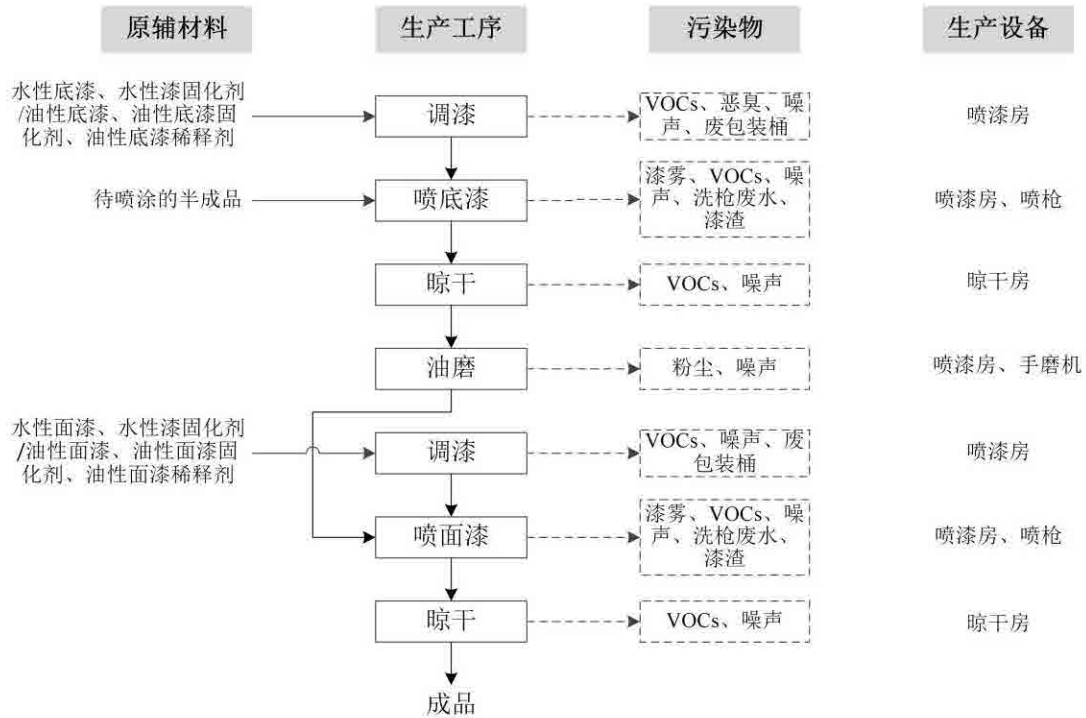 原辅材料
生产工序
污染物
生产设备
水性底漆、水性漆固化剂
/油性底漆、油性底漆固
化剂、油性底漆稀释剂
调漆
VOCs、恶臭、噪
声、废包装桶
喷漆房
待喷涂的半成品
喷底漆
漆雾、VOCs、噪
声、洗枪废水、
漆渣
喷漆房、喷枪
晾干
VOCs、噪声
晾干房
油磨
粉尘、噪声
喷漆房、手磨机
水性面漆、水性漆固化剂
/油性面漆、油性面漆固
化剂、油性面漆稀释剂
调漆
VOCs、噪声、废
包装桶
喷漆房
喷面漆
漆雾、VOCs、噪
声、洗枪废水、
漆渣
喷漆房、喷枪
晾干
VOCs、噪声
晾干房
成品